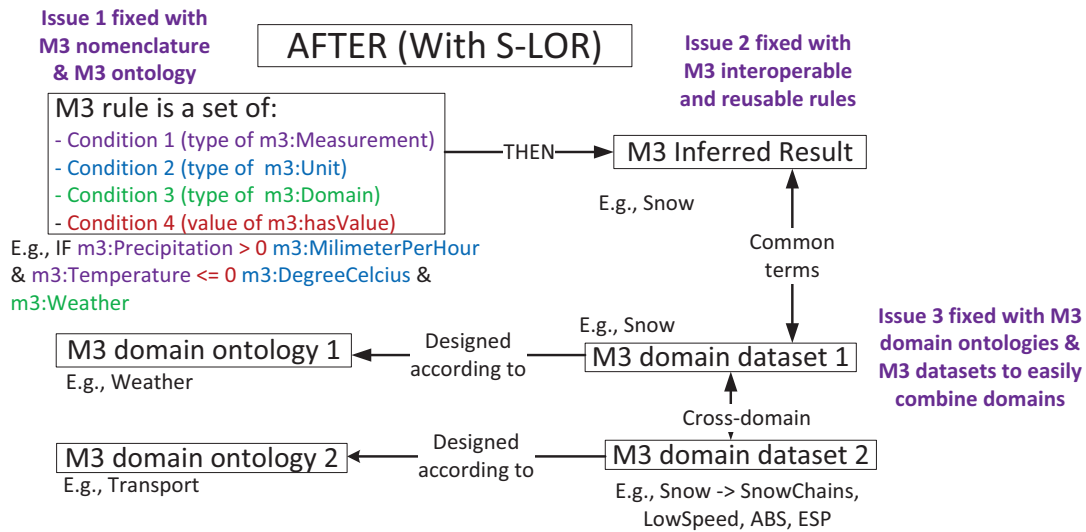 Issue 1 fixed with
M3 nomenclature
& M3 ontology
AFTER (With S-LOR)
Issue 2 fixed with
M3 interoperable
and reusable rules
M3 rule is a set of:
- Condition 1 (type of m3:Measurement)
- Condition 2 (type of  m3:Unit)
- Condition 3 (type of  m3:Domain)
- Condition 4 (value of m3:hasValue)
THEN
M3 Inferred Result
E.g., Snow
E.g., IF m3:Precipitation > 0 m3:MilimeterPerHour
& m3:Temperature <= 0 m3:DegreeCelcius &
m3:Weather
Common
terms
Issue 3 fixed with M3
domain ontologies &
M3 datasets to easily
combine domains
M3 domain ontology 1
E.g., Weather
Designed
according to
E.g., Snow
M3 domain dataset 1
Cross-domain
M3 domain ontology 2
E.g., Transport
Designed
according to
M3 domain dataset 2
E.g., Snow -> SnowChains,
LowSpeed, ABS, ESP